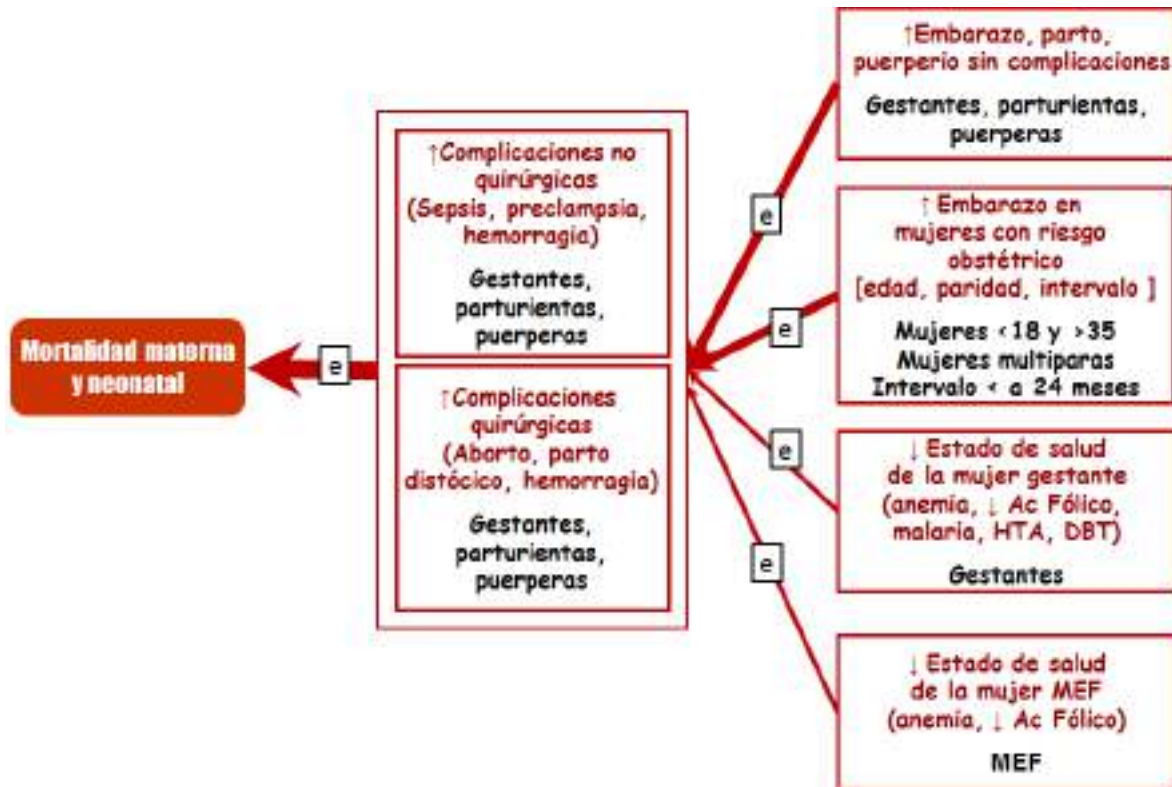 Mortalidad materna
y neonatal
e
↑Complicaciones no
quirúrgicas
(Sepsis, preclampsia,
hemorragia)
Gestantes,
parturientas,
puerperas
↑Complicaciones
quirúrgicas
(Aborto, parto
distócico, hemorragia)
Gestantes,
parturientas,
puerperas
e
e
e
e
↑Embarazo, parto,
puerperio sin complicaciones
Gestantes, parturientas,
puerperas
↑ Embarazo en
mujeres con riesgo
obstétrico
[edad, paridad, intervalo ]
Mujeres <18 y >35
Mujeres multiparas
Intervalo < a 24 meses
↓ Estado de salud
de la mujer gestante
(anemia, ↓ Ac Fólico,
malaria, HTA, DBT)
Gestantes
↓ Estado de salud
de la mujer MEF
(anemia, ↓ Ac Fólico)
MEF